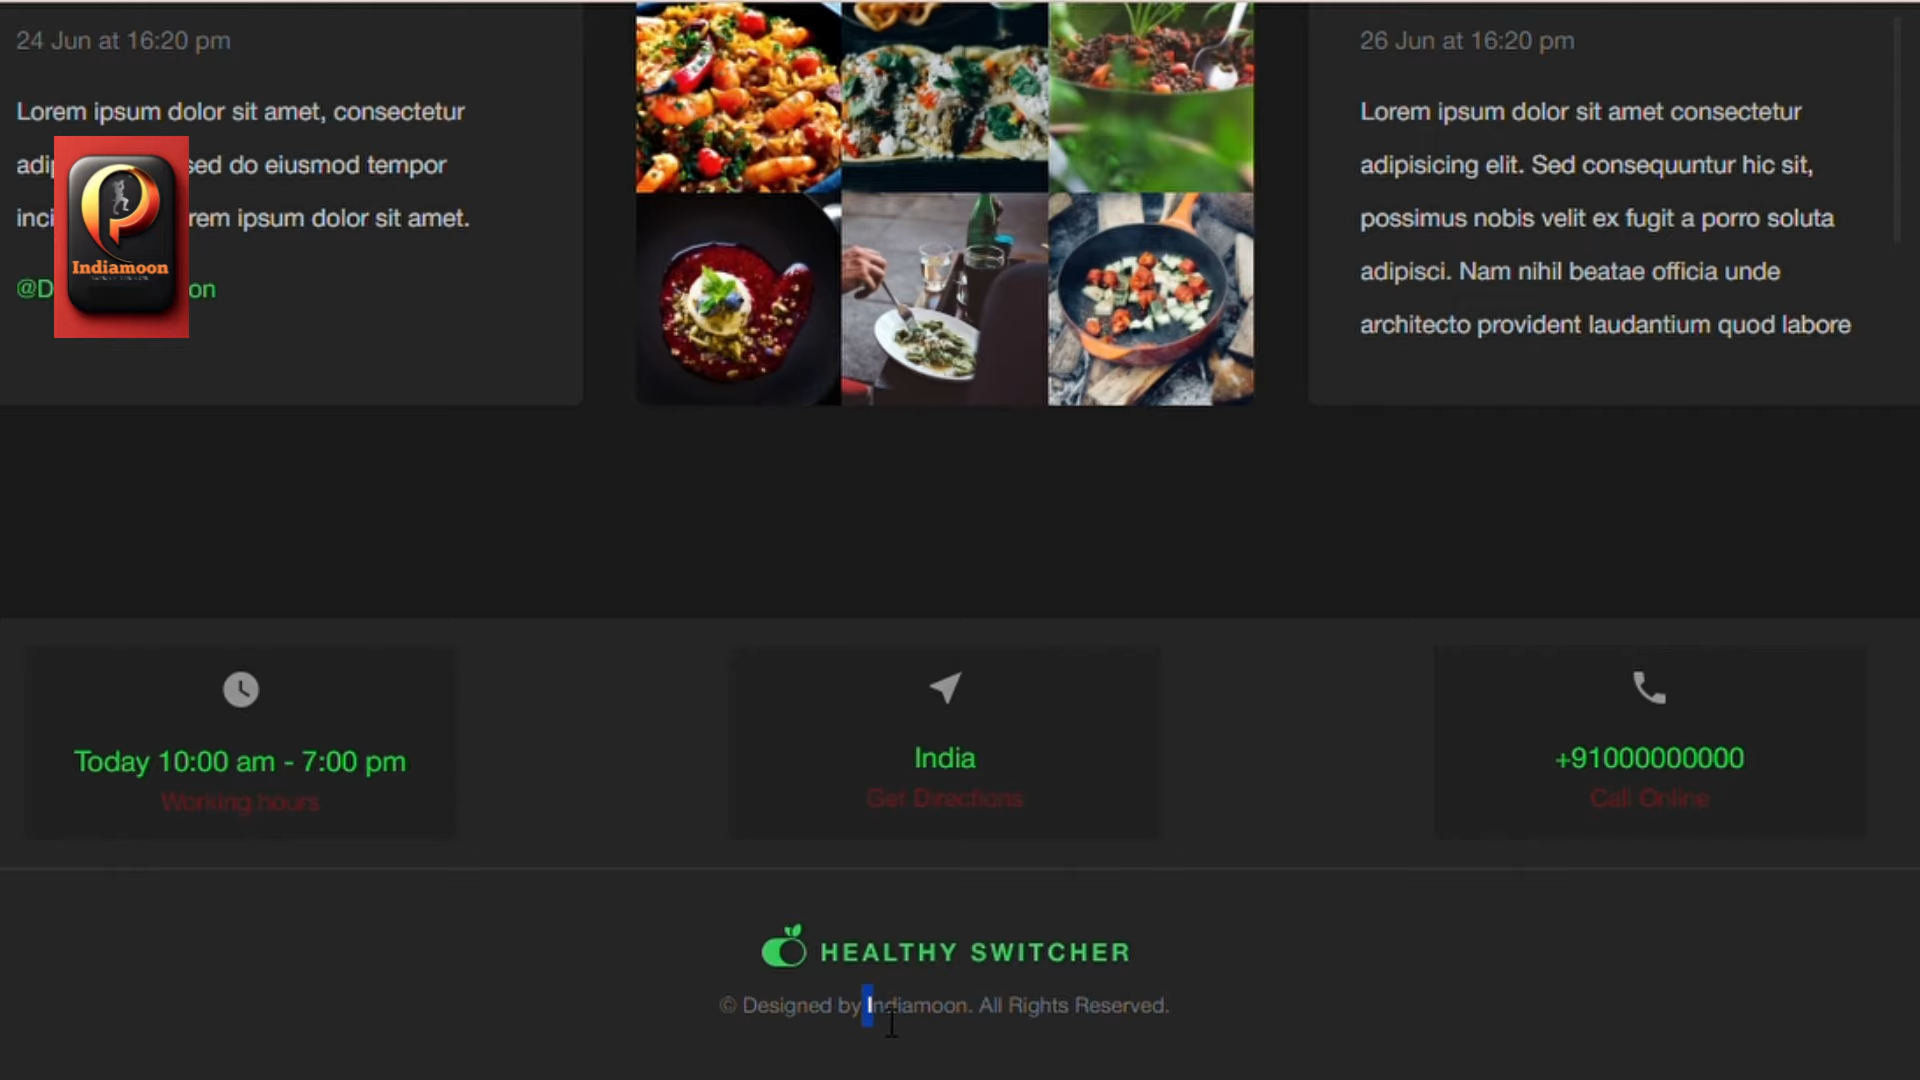 24 Jun at 16:20 pm
Lorem ipsum dolor sit amet, consectetur
sed do eiusmod tempor
rem ipsum dolor sit amet.
Indiamoon
26 Jun at 16:20 pm
Lorem ipsum dolor sit amet consectetur
adipisicing elit. Sed consequuntur hic sit,
possimus nobis velit ex fugit a porro soluta
adipisci. Nam nihil beatae officia unde
architecto provident laudantium quod labore
Today 10:00 am - 7:00 pm
Working hours
India
Get Directions
+91000000000
Call Online
HEALTHY SWITCHER
© Designed by Indiamoon. All Rights Reserved.